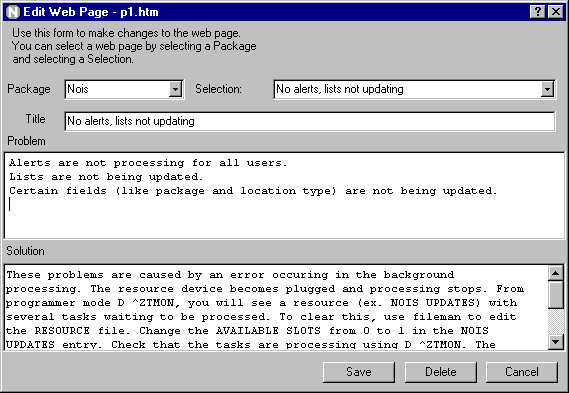 N Edit Web Page - p1.htm
Use this form to make changes to the web page.
You can select a web page by selecting a Package
and selecting a Selection.
Package Nois Selection: No alerts, lists not updating
Title No alerts, lists not updating
Problem
Alerts are not processing for all users.
Lists are not being updated.
Certain fields (like package and location type) are not being updated.
Solution
These problems are caused by an error occuring in the background
processing. The resource device becomes plugged and processing stops. From
programmer mode D ^ZTMON, you will see a resource (ex. NOIS UPDATES) with
several tasks waiting to be processed. To clear this, use fileman to edit
the RESOURCE file. Change the AVAILABLE SLOTS from 0 to 1 in the NOIS
UPDATES entry. Check that the tasks are processing using D ^ZTMON. The
Save Delete Cancel